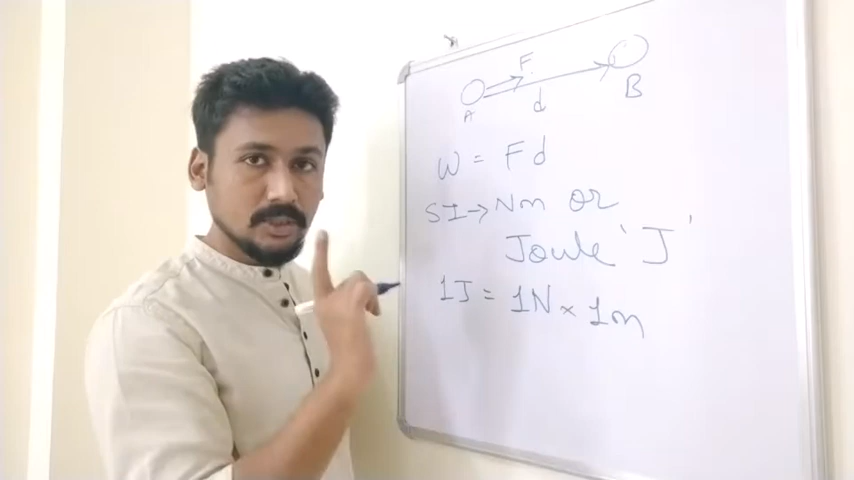 F
A
d
B
W = Fd
SI → Nm or
Joule 'J'
1J = 1N × 1m